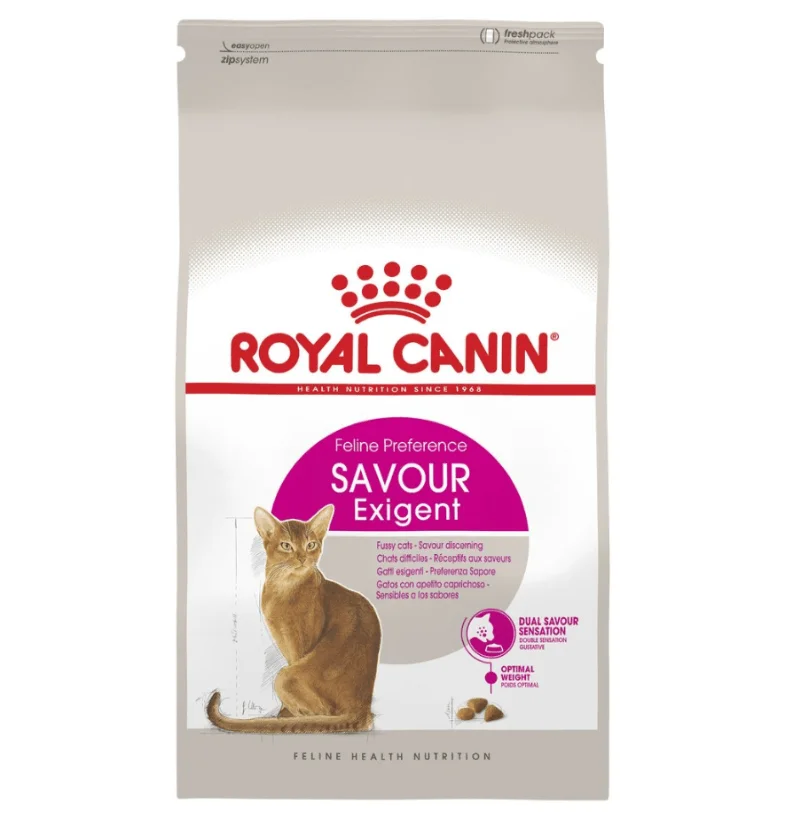 easyopen
zipsystem
freshpack
Protective atmosphere
ROYAL CANIN®
HEALTH NUTRITION SINCE 1968
Feline Preference
SAVOUR
Exigent
Fussy cats - Savour discerning
Chats difficiles - Réceptifs aux saveurs
Gatti esigenti - Preferenza Sapore
Gatos con apetito caprichoso -
Sensibles a los sabores
DUAL SAVOUR
SENSATION
DOUBLE SENSATION
GUSTATIVE
OPTIMAL
WEIGHT
POIDS OPTIMAL
FELINE HEALTH NUTRITION